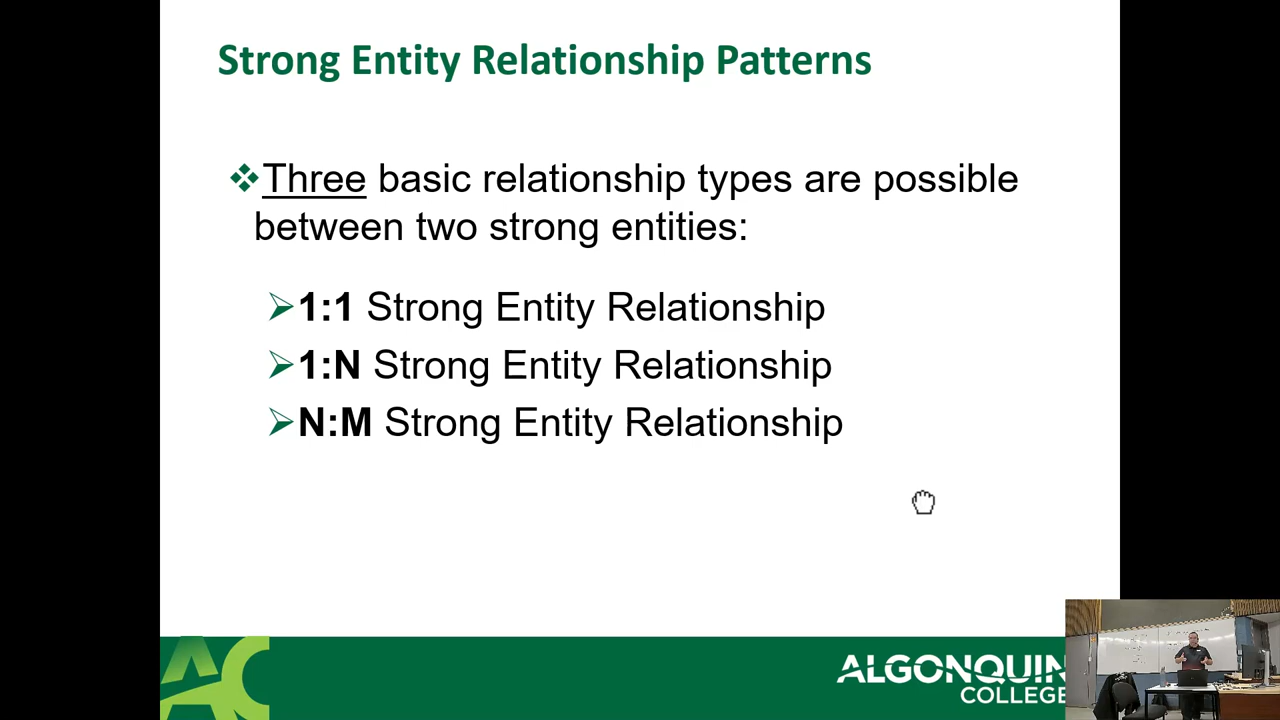 Strong Entity Relationship Patterns
❖Three basic relationship types are possible
between two strong entities:
➢1:1 Strong Entity Relationship
➢1:N Strong Entity Relationship
➢N:M Strong Entity Relationship
AC
ALGONQUIN
COLLEGE